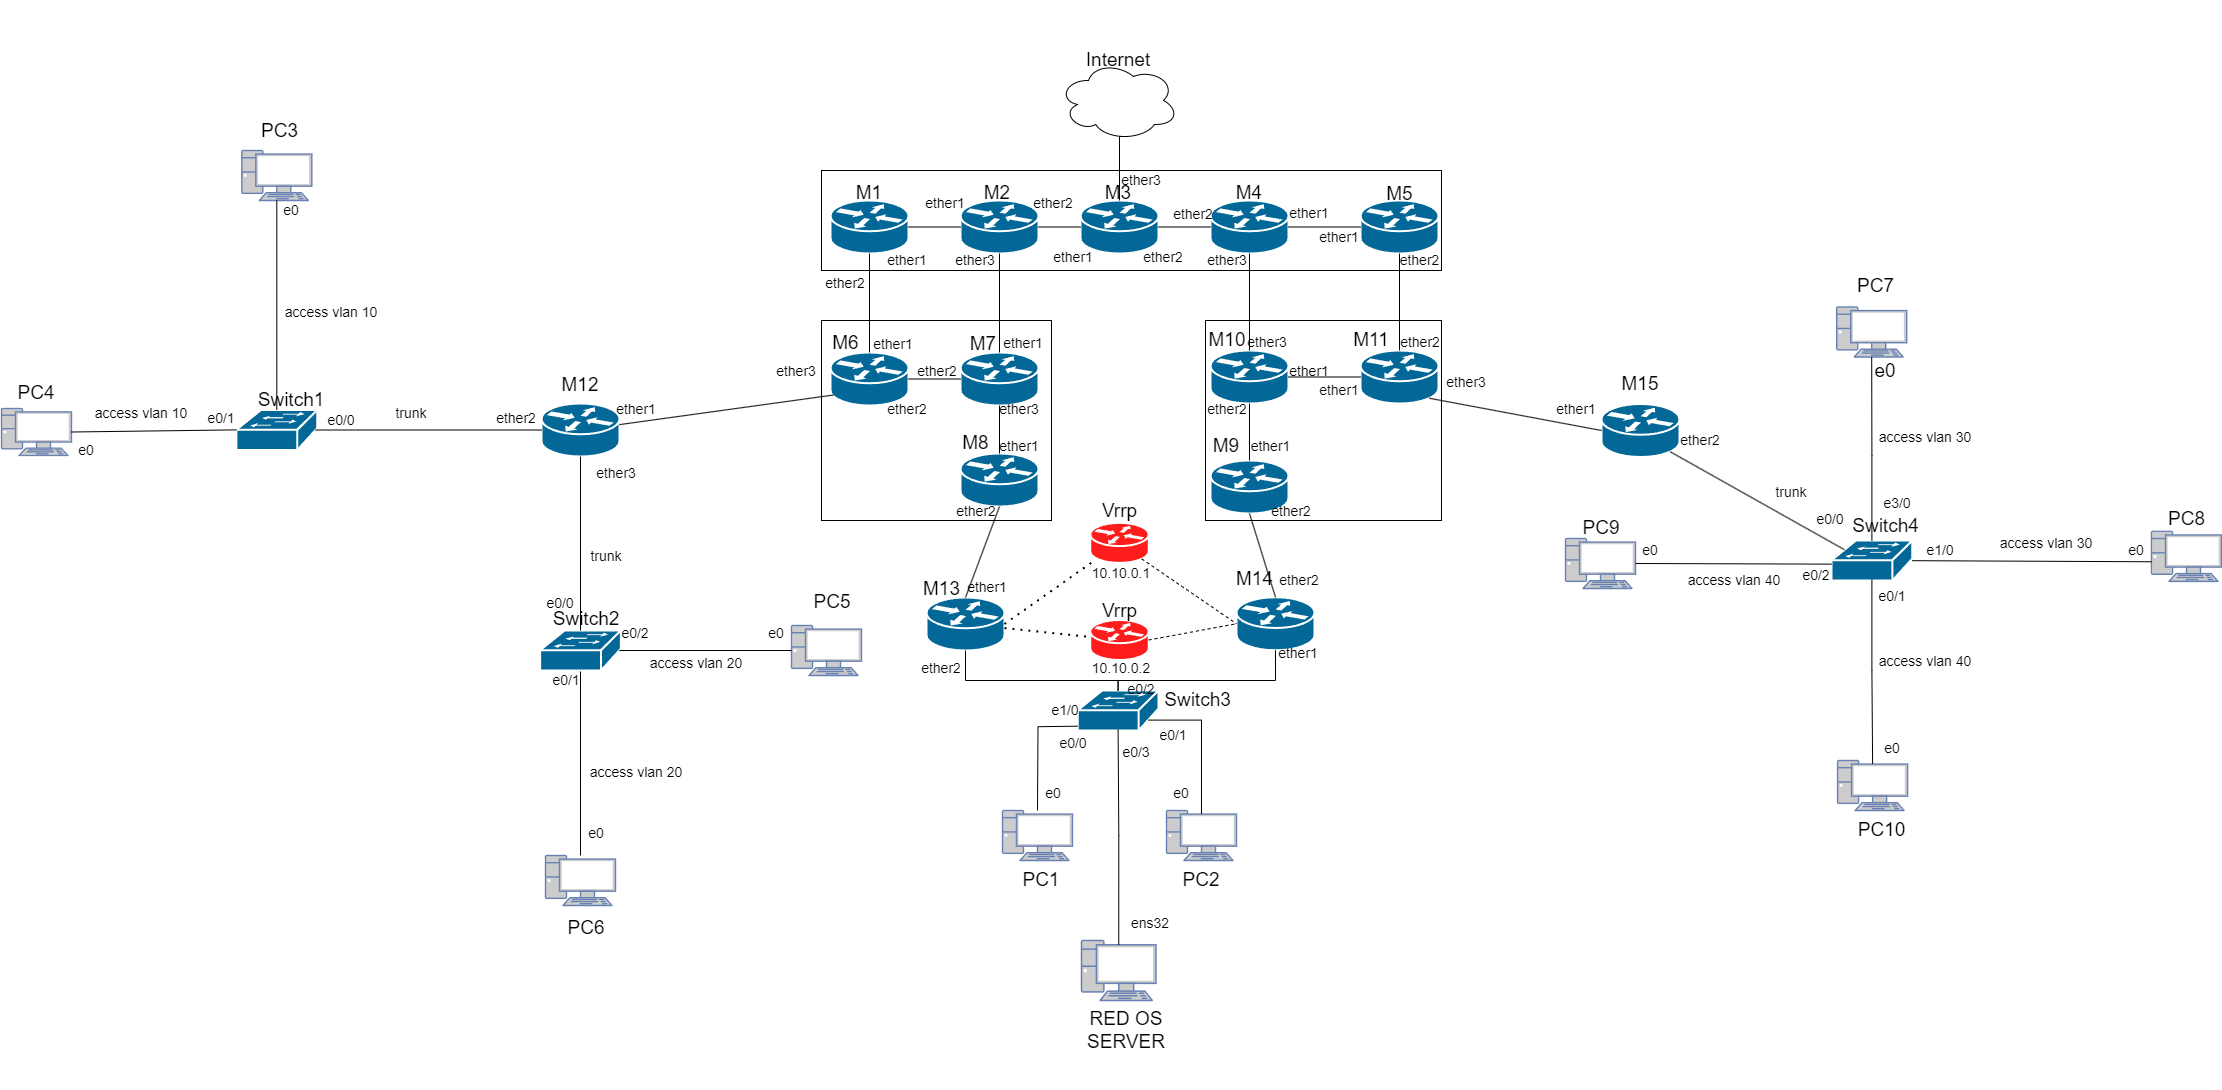 Internet
ether3
M1
M2
M3
M4
M5
ether1
ether2
ether2
ether1
ether1
ether1
ether3
ether1
ether2
ether3
ether2
ether2
PC3
e0
access vlan 10
PC4
access vlan 10
e0
Switch1
e0/1
e0/0
trunk
M12
ether2
ether1
ether3
ether3
M6
ether1
M7
ether1
ether2
ether2
ether3
M8
ether1
ether2
M10
ether3
M11
ether2
ether1
ether1
ether3
ether2
M9
ether1
ether2
M15
ether1
ether2
trunk
PC7
e0
access vlan 30
e3/0
e0/0
Switch4
e1/0
access vlan 30
e0
PC8
PC9
e0
access vlan 40
e0/2
e0/1
access vlan 40
e0
PC10
trunk
e0/0
Switch2
e0/2
e0
PC5
access vlan 20
e0/1
access vlan 20
e0
PC6
Vrrp
10.10.0.1
Vrrp
10.10.0.2
M13
ether1
ether2
M14
ether2
ether1
e0/2
Switch3
e1/0
e0/0
e0/3
e0/1
e0
e0
PC1
PC2
ens32
RED OS
SERVER